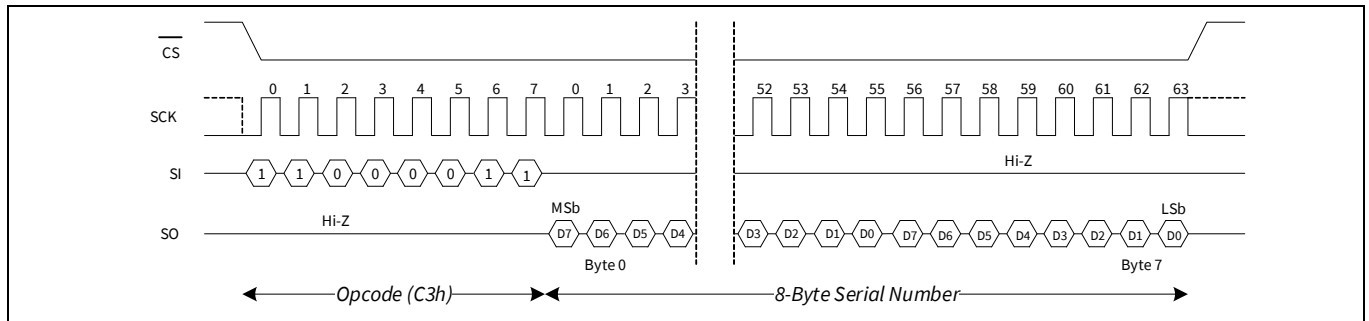 CS
0 1 2 3 4 5 6 7 0 1 2 3 52 53 54 55 56 57 58 59 60 61 62 63
SCK
Hi-Z
SI 1 1 0 0 0 0 1 1
MSb LSb
Hi-Z
SO D7 D6 D5 D4 D3 D2 D1 D0 D7 D6 D5 D4 D3 D2 D1 D0
Byte 0 Byte 7
Opcode (C3h) 8-Byte Serial Number